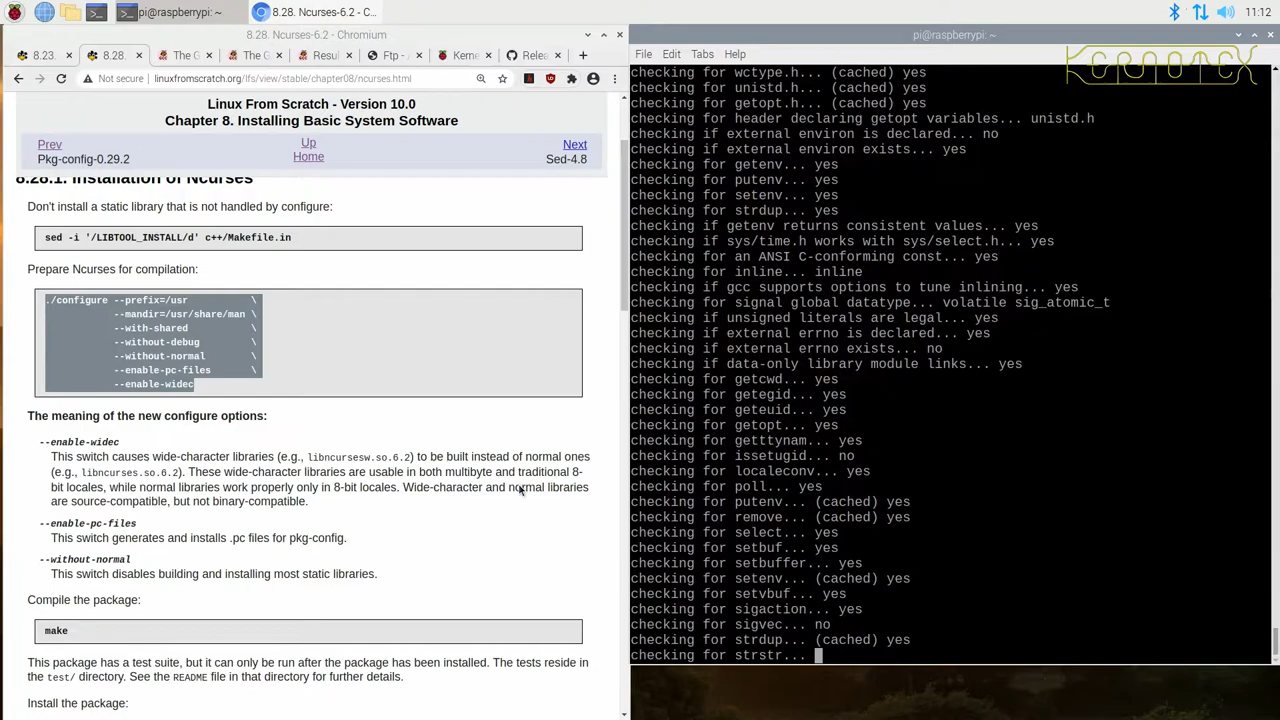 pi@raspberrypi: ~
8.28. Ncurses-6.2 - C...
11:12
8.28. Ncurses-6.2 - Chromium
8.23.
8.28.
The G
The G
Resul
Ftp -
Kerne
Relea
Not secure
linuxfromscratch.org/lfs/view/stable/chapter08/ncurses.html
Linux From Scratch - Version 10.0
Chapter 8. Installing Basic System Software
Prev
Up
Next
Pkg-config-0.29.2
Home
Sed-4.8
8.28.1. Installation of Ncurses
Don't install a static library that is not handled by configure:
sed -i '/LIBTOOL_INSTALL/d' c++/Makefile.in
Prepare Ncurses for compilation:
./configure --prefix=/usr \
--mandir=/usr/share/man \
--with-shared \
--without-debug \
--without-normal \
--enable-pc-files \
--enable-widec
The meaning of the new configure options:
--enable-widec
This switch causes wide-character libraries (e.g., libncursesw.so.6.2) to be built instead of normal ones
(e.g., libncurses.so.6.2). These wide-character libraries are usable in both multibyte and traditional 8-
bit locales, while normal libraries work properly only in 8-bit locales. Wide-character and normal libraries
are source-compatible, but not binary-compatible.
--enable-pc-files
This switch generates and installs .pc files for pkg-config.
--without-normal
This switch disables building and installing most static libraries.
Compile the package:
make
This package has a test suite, but it can only be run after the package has been installed. The tests reside
in the test/ directory. See the README file in that directory for further details.
Install the package:
pi@raspberrypi: ~
File Edit Tabs Help
KERNOTEX
checking for wctype.h... (cached) yes
checking for unistd.h... (cached) yes
checking for getopt.h... (cached) yes
checking for header declaring getopt variables... unistd.h
checking if external environ is declared... no
checking if external environ exists... yes
checking for getenv... yes
checking for putenv... yes
checking for setenv... yes
checking for strdup... yes
checking if getenv returns consistent values... yes
checking if sys/time.h works with sys/select.h... yes
checking for an ANSI C-conforming const... yes
checking for inline... inline
checking if gcc supports options to tune inlining... yes
checking for signal global datatype... volatile sig_atomic_t
checking if unsigned literals are legal... yes
checking if external errno is declared... yes
checking if external errno exists... no
checking if data-only library module links... yes
checking for getcwd... yes
checking for getegid... yes
checking for geteuid... yes
checking for getopt... yes
checking for getttynam... yes
checking for issetugid... no
checking for localeconv... yes
checking for poll... yes
checking for putenv... (cached) yes
checking for remove... (cached) yes
checking for select... yes
checking for setbuf... yes
checking for setbuffer... yes
checking for setenv... (cached) yes
checking for setvbuf... yes
checking for sigaction... yes
checking for sigvec... no
checking for strdup... (cached) yes
checking for strstr...